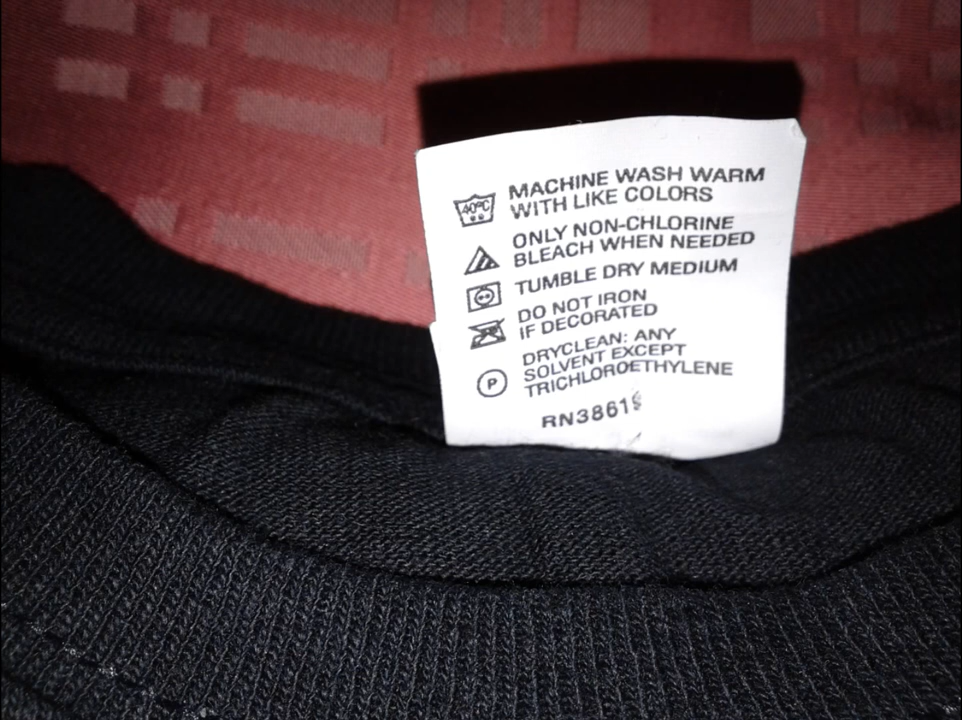 40°C MACHINE WASH WARM
WITH LIKE COLORS
ONLY NON-CHLORINE
BLEACH WHEN NEEDED
TUMBLE DRY MEDIUM
DO NOT IRON
IF DECORATED
DRYCLEAN: ANY
SOLVENT EXCEPT
P TRICHLOROETHYLENE